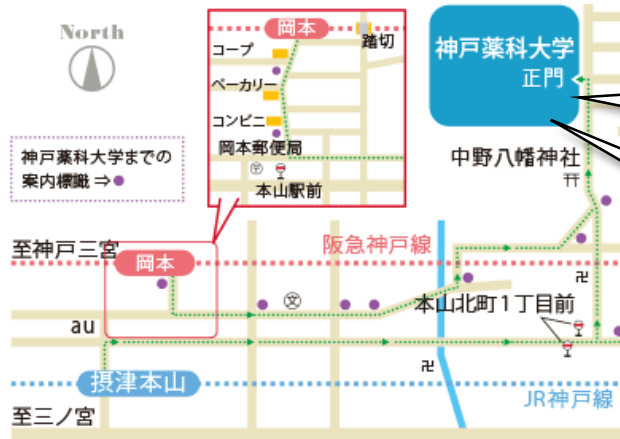 North
岡本
踏切
コープ
ベーカリー
コンビニ
岡本郵便局
本山駅前
神戸薬科大学
正門
神戸薬科大学までの
案内標識 ⇒
中野八幡神社
至神戸三宮
岡本
阪急神戸線
文
卍
本山北町1丁目前
au
卍
摂津本山
JR神戸線
至三ノ宮